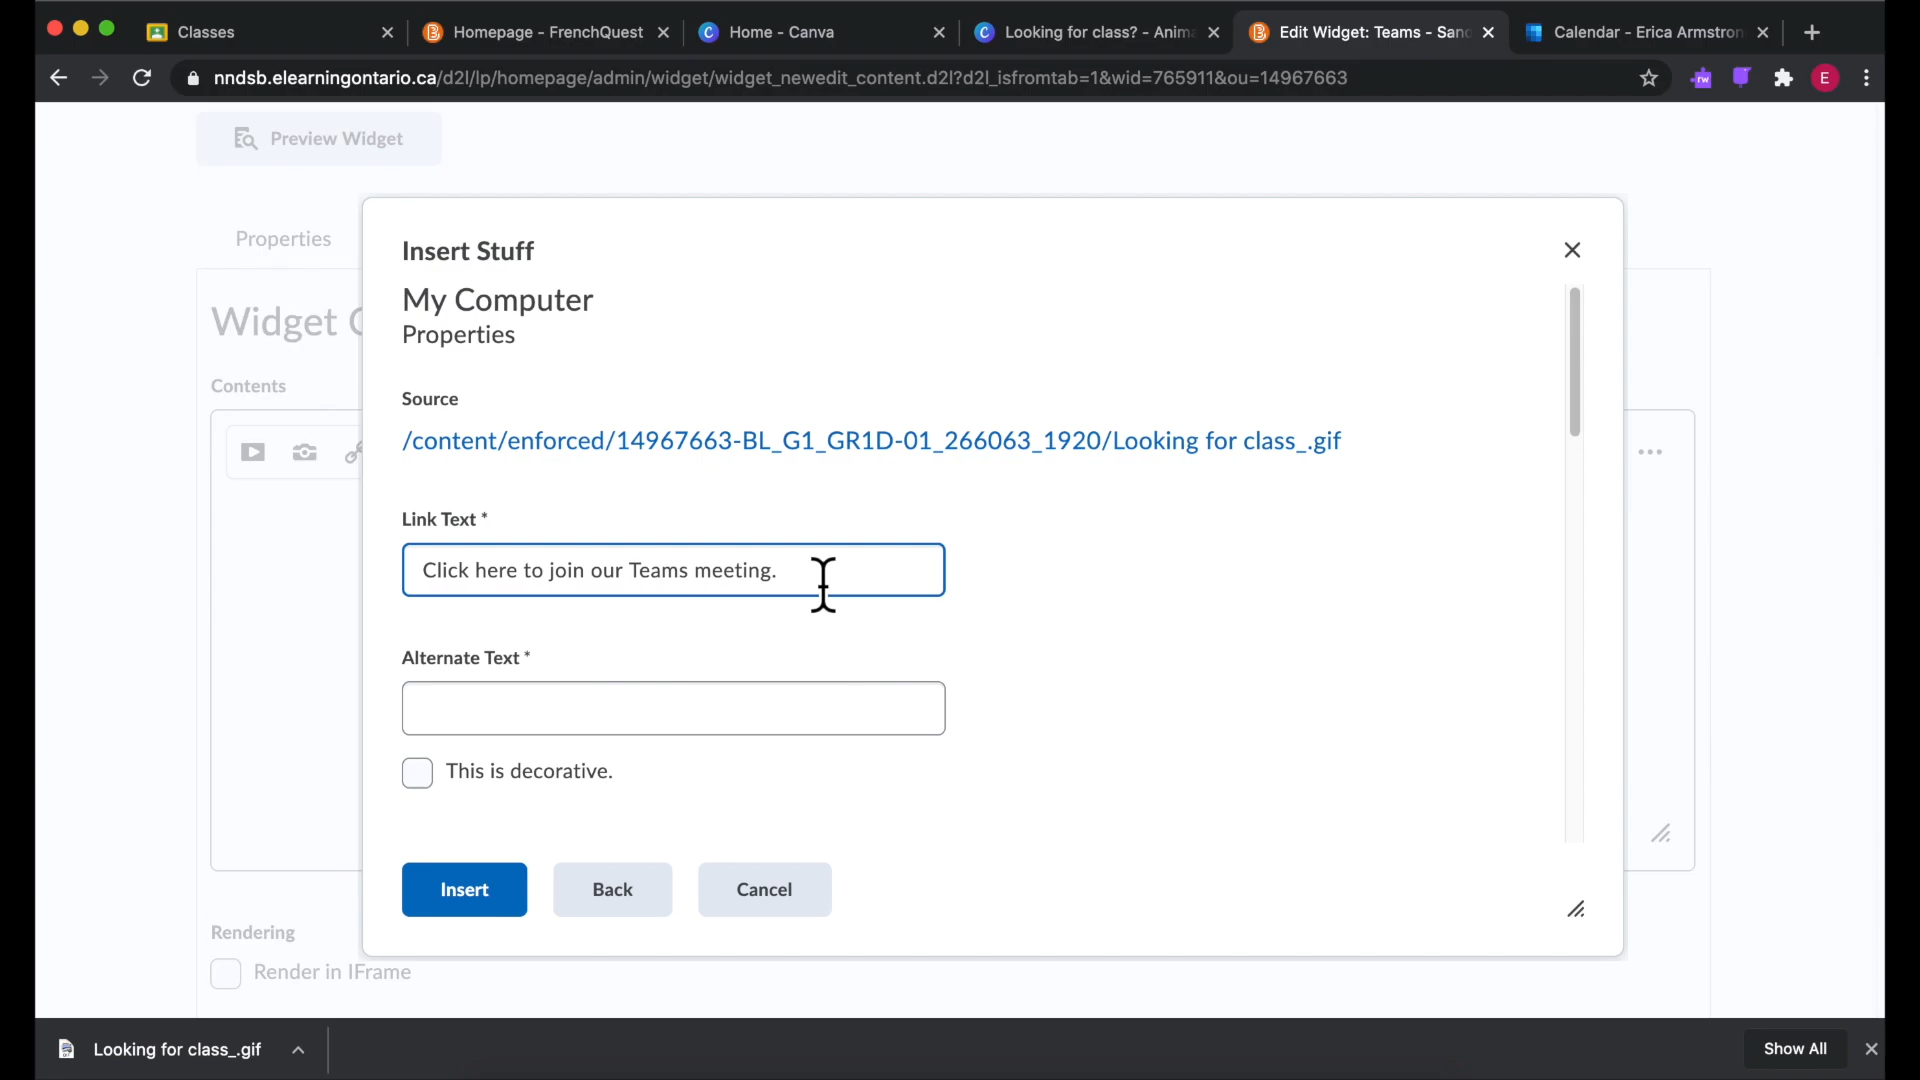 Classes
Homepage - FrenchQuest
Home - Canva
Looking for class? - Anima
Edit Widget: Teams - Sand
Calendar - Erica Armstron
nndsb.elearningontario.ca/d2l/lp/homepage/admin/widget/widget_newedit_content.d2l?d2l_isfromtab=1&wid=765911&ou=14967663
rw
E
Preview Widget
Properties
Widget C
Contents
Insert Stuff
My Computer
Properties
Source
/content/enforced/14967663-BL_G1_GR1D-01_266063_1920/Looking for class_.gif
Link Text *
Click here to join our Teams meeting.
Alternate Text *
This is decorative.
Insert
Back
Cancel
Rendering
Render in IFrame
Looking for class_.gif
Show All